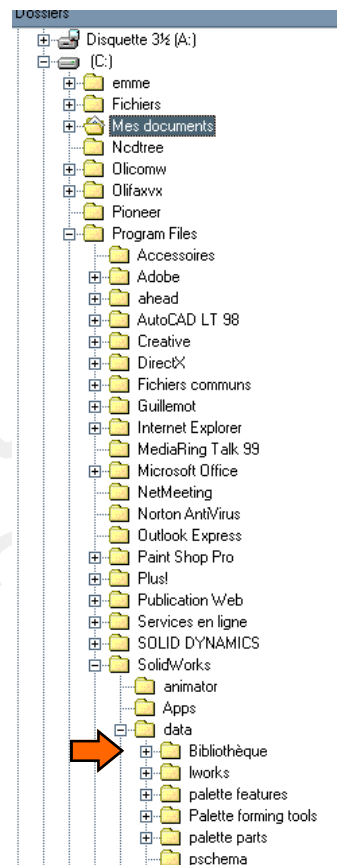 Dossiers
Disquette 3½ (A:)
(C:)
emme
Fichiers
Mes documents
Ncdtree
Olicomw
Olifaxvx
Pioneer
Program Files
Accessoires
Adobe
ahead
AutoCAD LT 98
Creative
DirectX
Fichiers communs
Guillemot
Internet Explorer
MediaRing Talk 99
Microsoft Office
NetMeeting
Norton AntiVirus
Outlook Express
Paint Shop Pro
Plus!
Publication Web
Services en ligne
SOLID DYNAMICS
SolidWorks
animator
Apps
data
Bibliothèque
lworks
palette features
Palette forming tools
palette parts
pschema